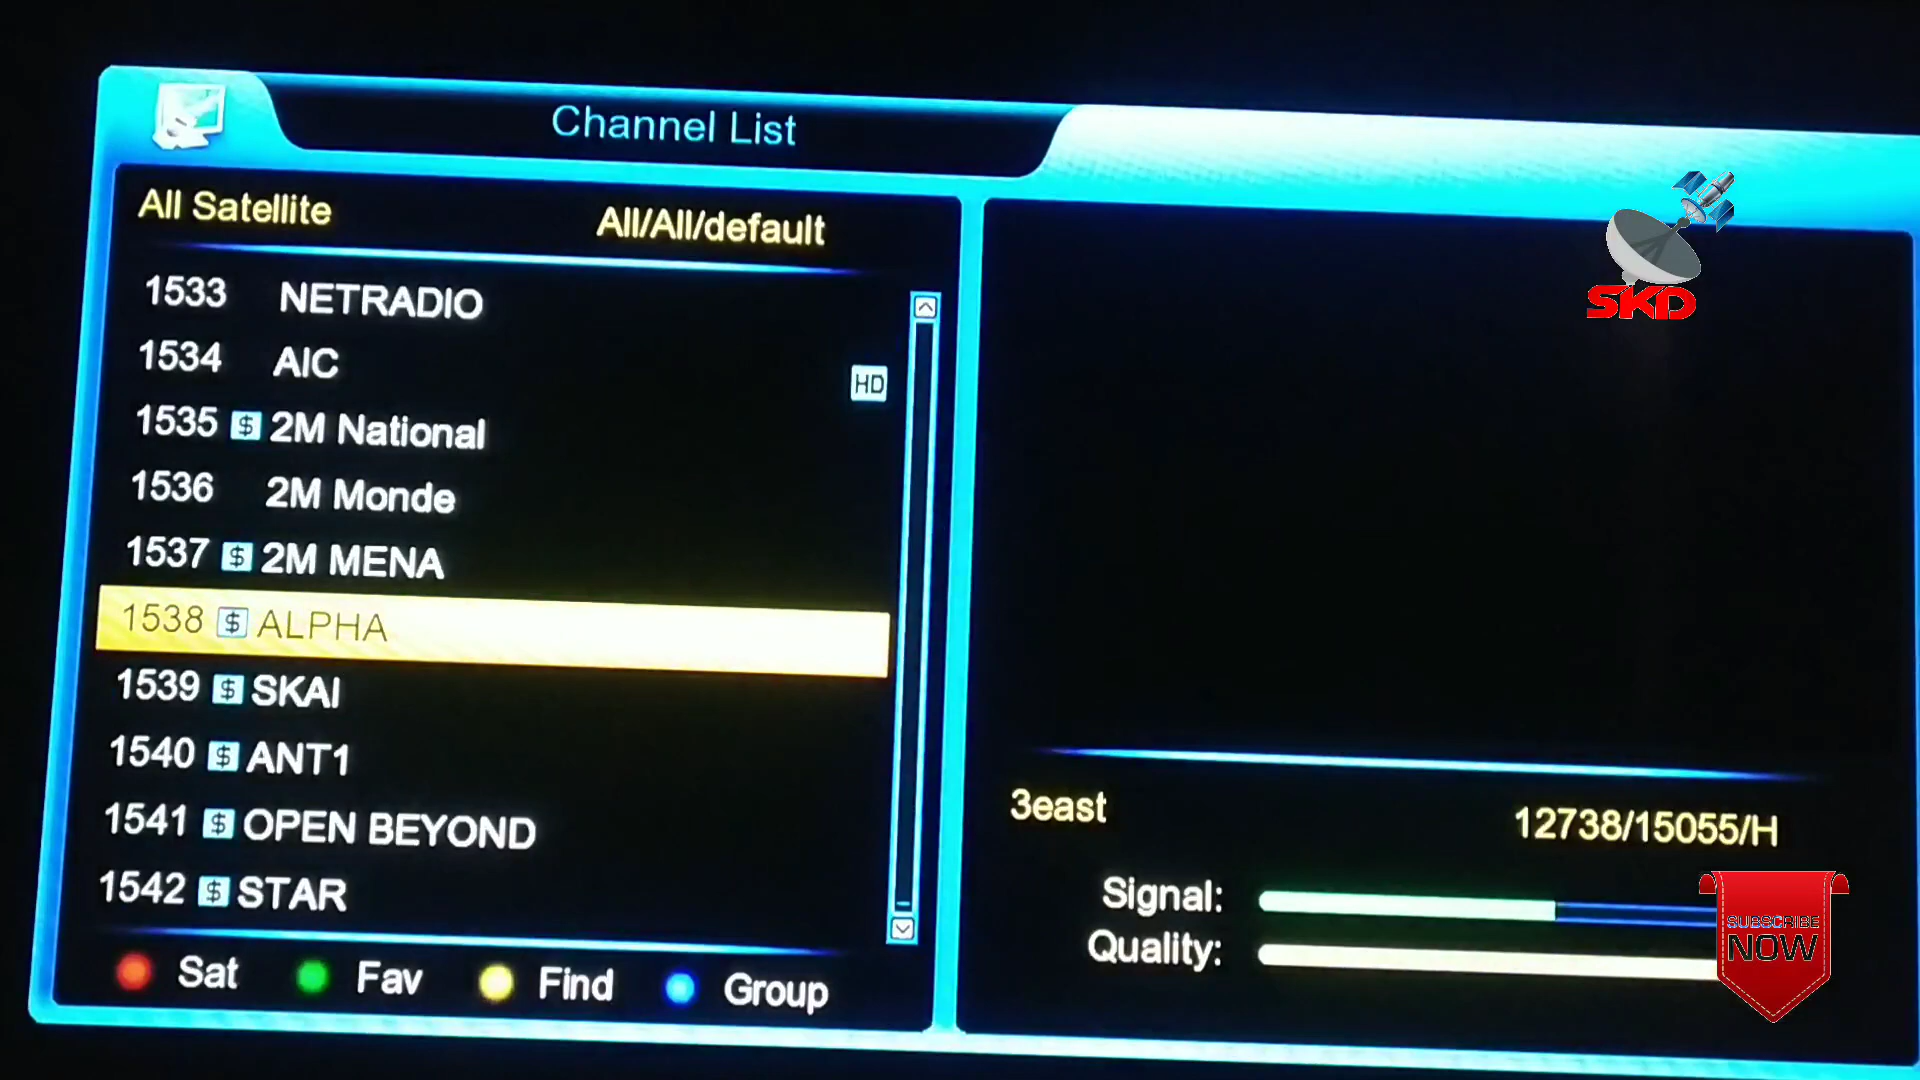 Channel List
All Satellite All/All/default
1533 NETRADIO
1534 AIC HD
1535 $ 2M National
1536 2M Monde
1537 $ 2M MENA
1538 $ ALPHA
1539 $ SKAI
1540 $ ANT1
1541 $ OPEN BEYOND
1542 $ STAR
Sat Fav Find Group
SKD
3east 12738/15055/H
Signal:
Quality:
SUBSCRIBE
NOW